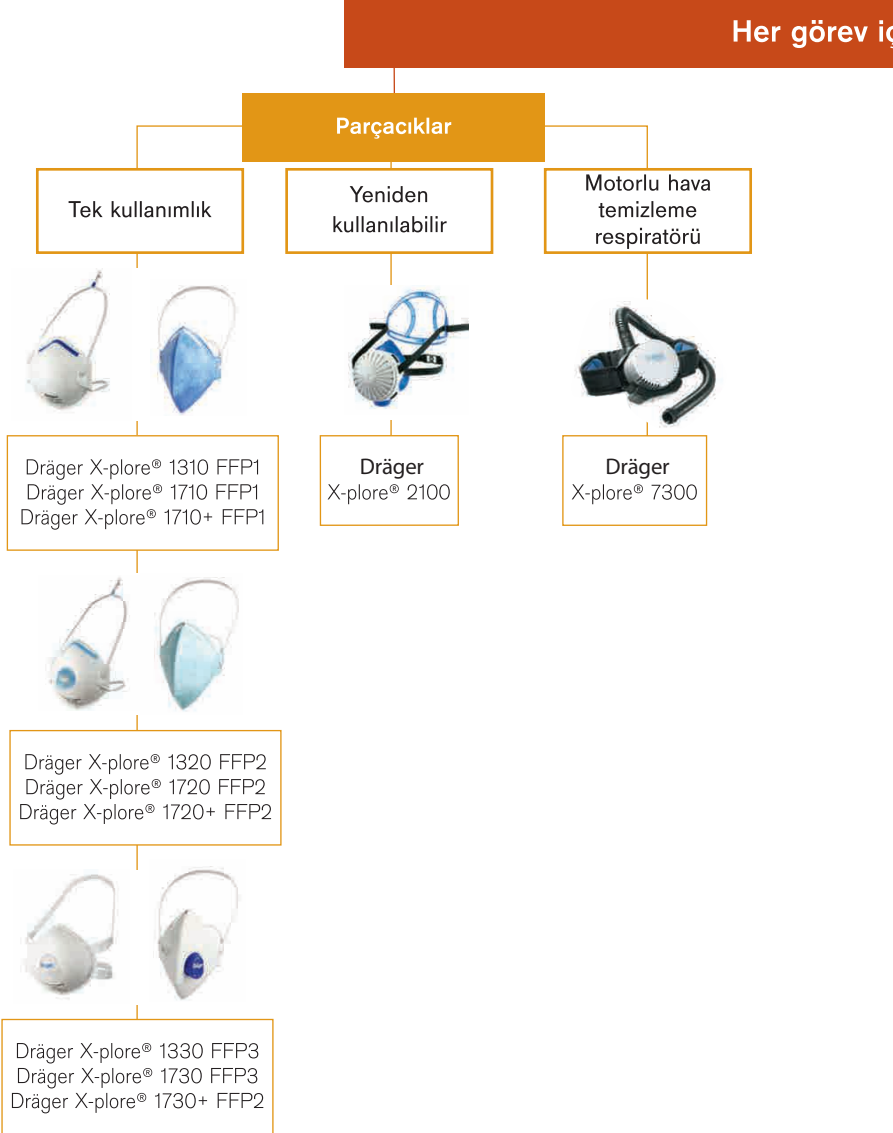 Her görev iç
Parçacıklar
Tek kullanımlık
Yeniden
kullanılabilir
Motorlu hava
temizleme
respiratörü
Dräger X-plore® 1310 FFP1
Dräger X-plore® 1710 FFP1
Dräger X-plore® 1710+ FFP1
Dräger
X-plore® 2100
Dräger
X-plore® 7300
Dräger X-plore® 1320 FFP2
Dräger X-plore® 1720 FFP2
Dräger X-plore® 1720+ FFP2
Dräger X-plore® 1330 FFP3
Dräger X-plore® 1730 FFP3
Dräger X-plore® 1730+ FFP2